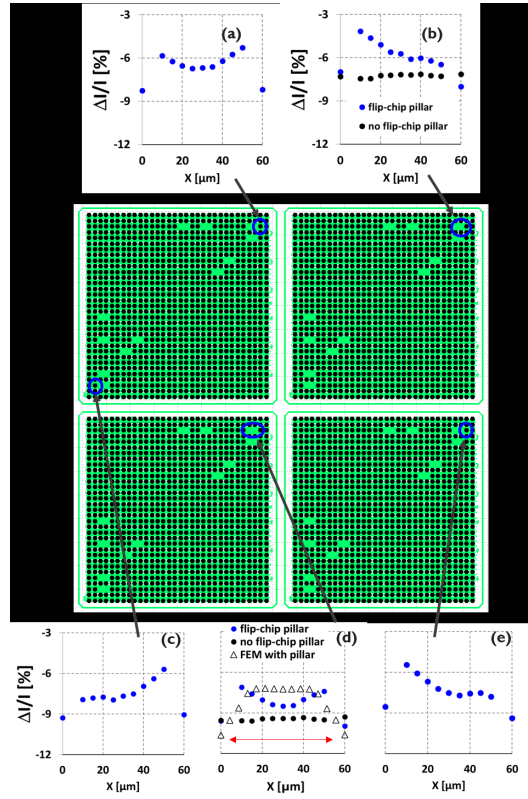 (a)
ΔI/I [%]
-3
-6
-9
-12
0 20 40 60
X [µm]
(b)
ΔI/I [%]
-3
-6
-9
-12
flip-chip pillar
no flip-chip pillar
0 20 40 60
X [µm]
(c)
ΔI/I [%]
-3
-6
-9
-12
0 20 40 60
X [µm]
flip-chip pillar
no flip-chip pillar
FEM with pillar
(d)
0 20 40 60
X [µm]
(e)
0 20 40 60
X [µm]